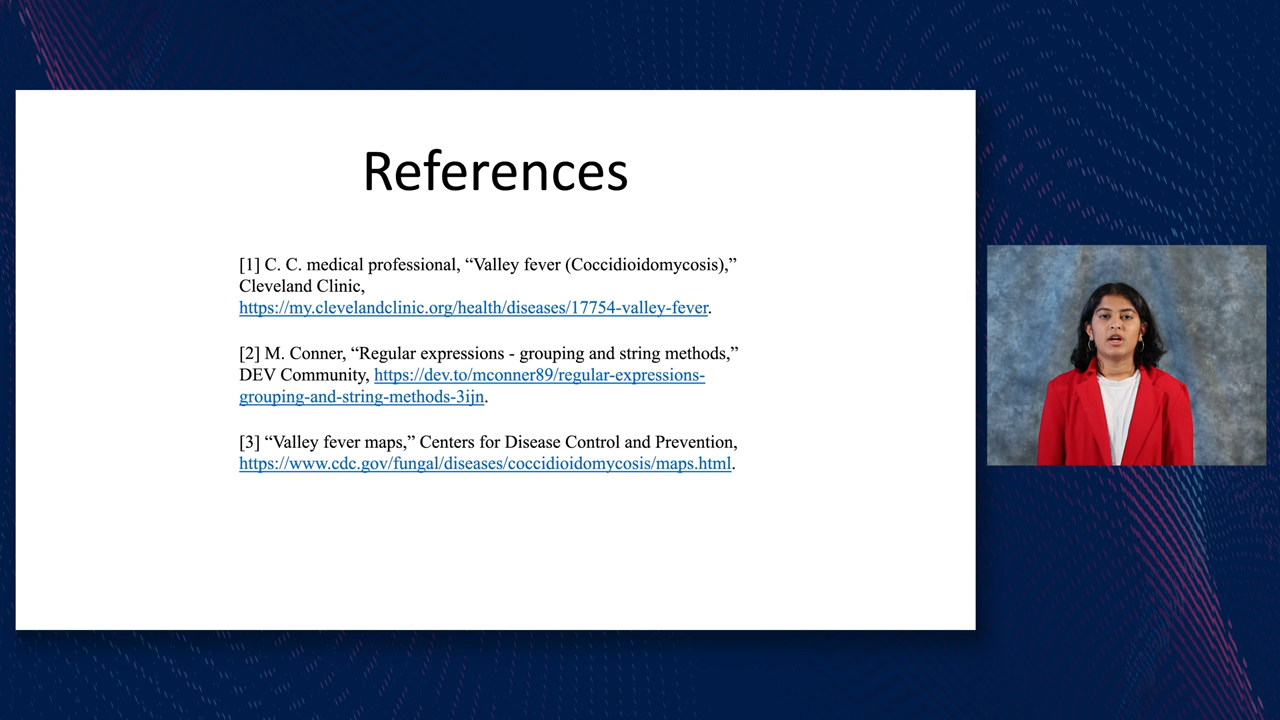 References
[1] C. C. medical professional, “Valley fever (Coccidioidomycosis),”
Cleveland Clinic,
https://my.clevelandclinic.org/health/diseases/17754-valley-fever.
[2] M. Conner, “Regular expressions - grouping and string methods,”
DEV Community, https://dev.to/mconner89/regular-expressions-
grouping-and-string-methods-3ijn.
[3] “Valley fever maps,” Centers for Disease Control and Prevention,
https://www.cdc.gov/fungal/diseases/coccidioidomycosis/maps.html.